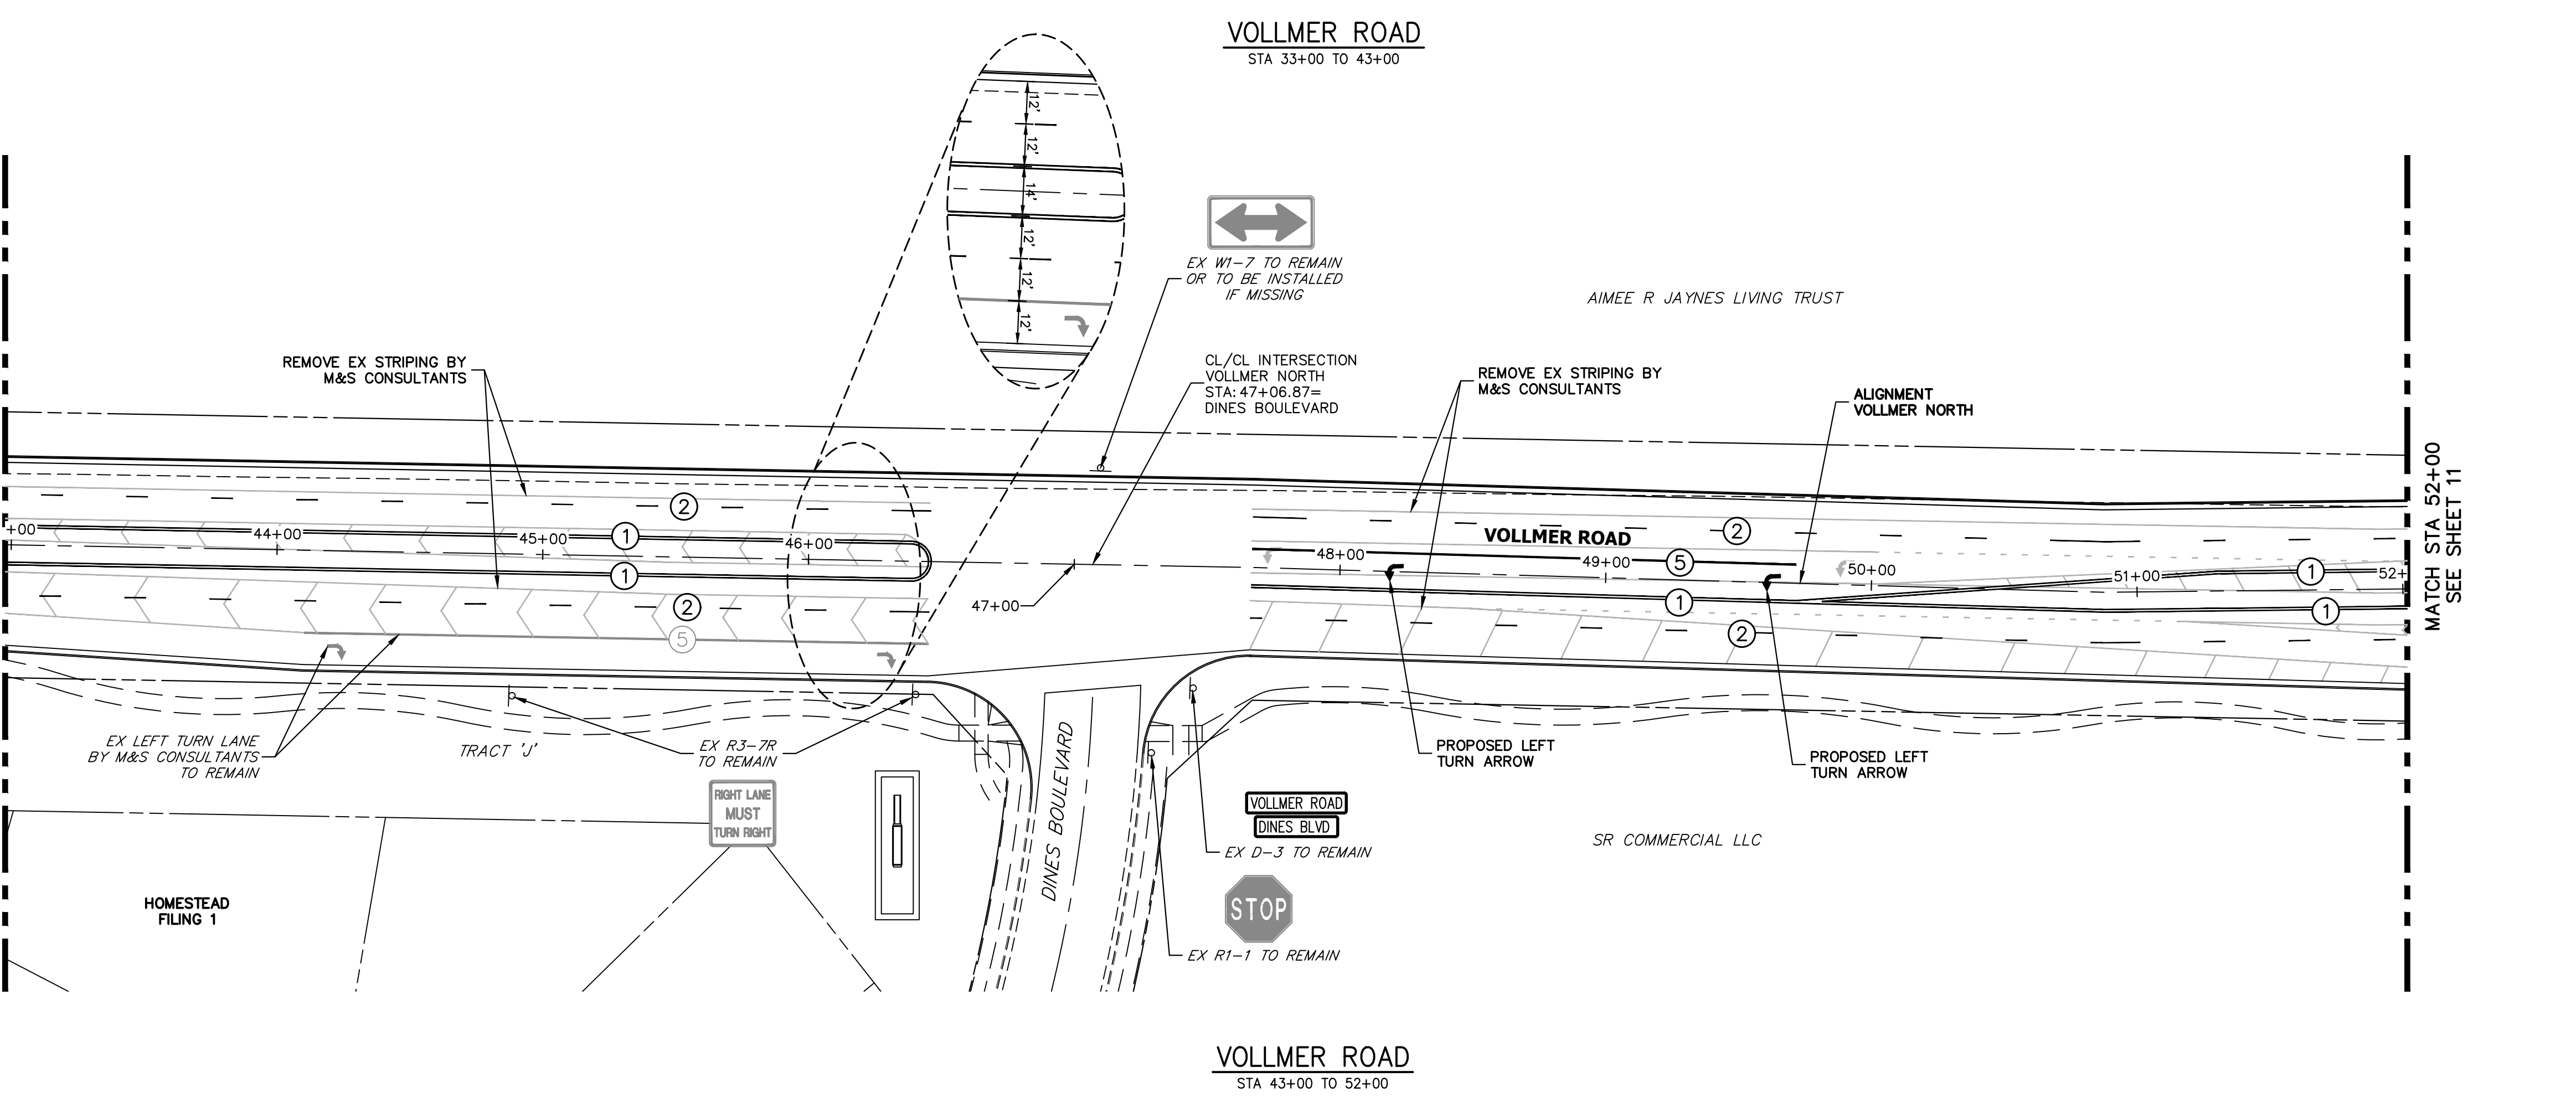 VOLLMER ROAD
STA 33+00 TO 43+00
12'
12'
14'
12'
12'
12'
EX W1-7 TO REMAIN
OR TO BE INSTALLED
IF MISSING
AIMEE R JAYNES LIVING TRUST
REMOVE EX STRIPING BY
M&S CONSULTANTS
CL/CL INTERSECTION
VOLLMER NORTH
STA: 47+06.87=
DINES BOULEVARD
REMOVE EX STRIPING BY
M&S CONSULTANTS
ALIGNMENT
VOLLMER NORTH
MATCH STA 52+00
SEE SHEET 11
2
2
VOLLMER ROAD
+00
44+00
45+00
1
46+00
48+00
49+00
5
50+00
51+00
1
52+
1
2
47+00
1
2
1
5
EX LEFT TURN LANE
BY M&S CONSULTANTS
TO REMAIN
TRACT 'J'
EX R3-7R
TO REMAIN
RIGHT LANE
MUST
TURN RIGHT
DINES BOULEVARD
PROPOSED LEFT
TURN ARROW
PROPOSED LEFT
TURN ARROW
VOLLMER ROAD
DINES BLVD
EX D-3 TO REMAIN
SR COMMERCIAL LLC
HOMESTEAD
FILING 1
STOP
EX R1-1 TO REMAIN
VOLLMER ROAD
STA 43+00 TO 52+00